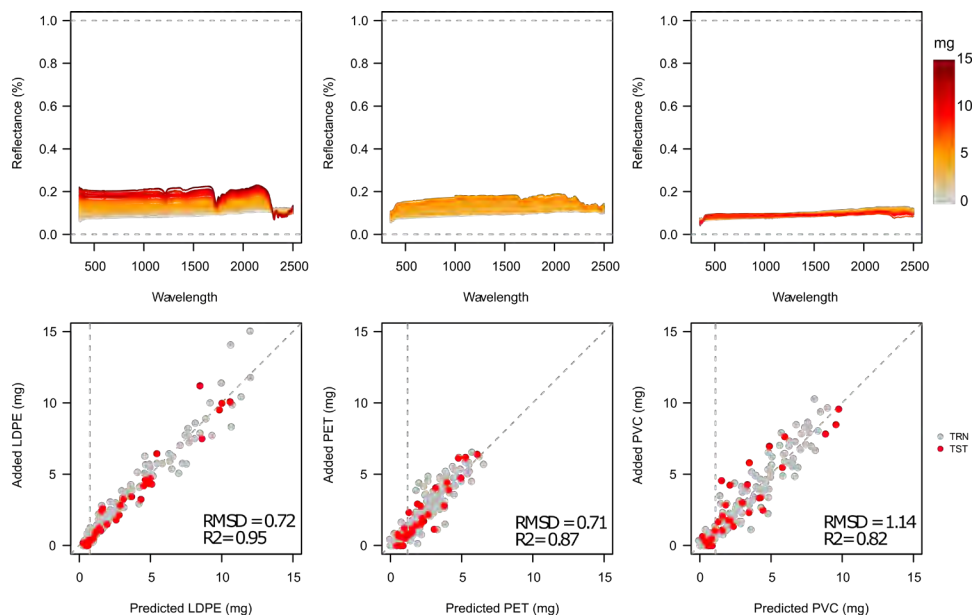 mg
15
10
5
0
Reflectance (%)
1.0
0.8
0.6
0.4
0.2
0.0
500 1000 1500 2000 2500
Wavelength
Reflectance (%)
1.0
0.8
0.6
0.4
0.2
0.0
500 1000 1500 2000 2500
Wavelength
Reflectance (%)
1.0
0.8
0.6
0.4
0.2
0.0
500 1000 1500 2000 2500
Wavelength
Added LDPE (mg)
15
10
5
0
RMSD = 0.72
R2= 0.95
0 5 10 15
Predicted LDPE (mg)
Added PET (mg)
15
10
5
0
RMSD = 0.71
R2= 0.87
0 5 10 15
Predicted PET (mg)
Added PVC (mg)
15
10
5
0
RMSD = 1.14
R2= 0.82
0 5 10 15
Predicted PVC (mg)
TRN
TST